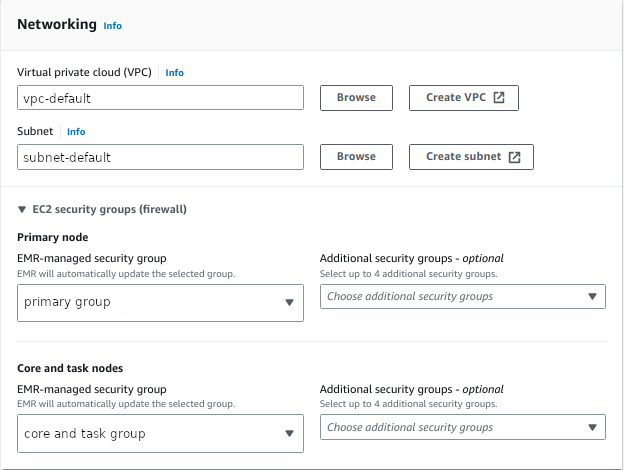 Networking Info
Virtual private cloud (VPC) Info
vpc-default Browse Create VPC
Subnet Info
subnet-default Browse Create subnet
EC2 security groups (firewall)
Primary node
EMR-managed security group Additional security groups - optional
EMR will automatically update the selected group. Select up to 4 additional security groups.
primary group Choose additional security groups
Core and task nodes
EMR-managed security group Additional security groups - optional
EMR will automatically update the selected group. Select up to 4 additional security groups.
core and task group Choose additional security groups